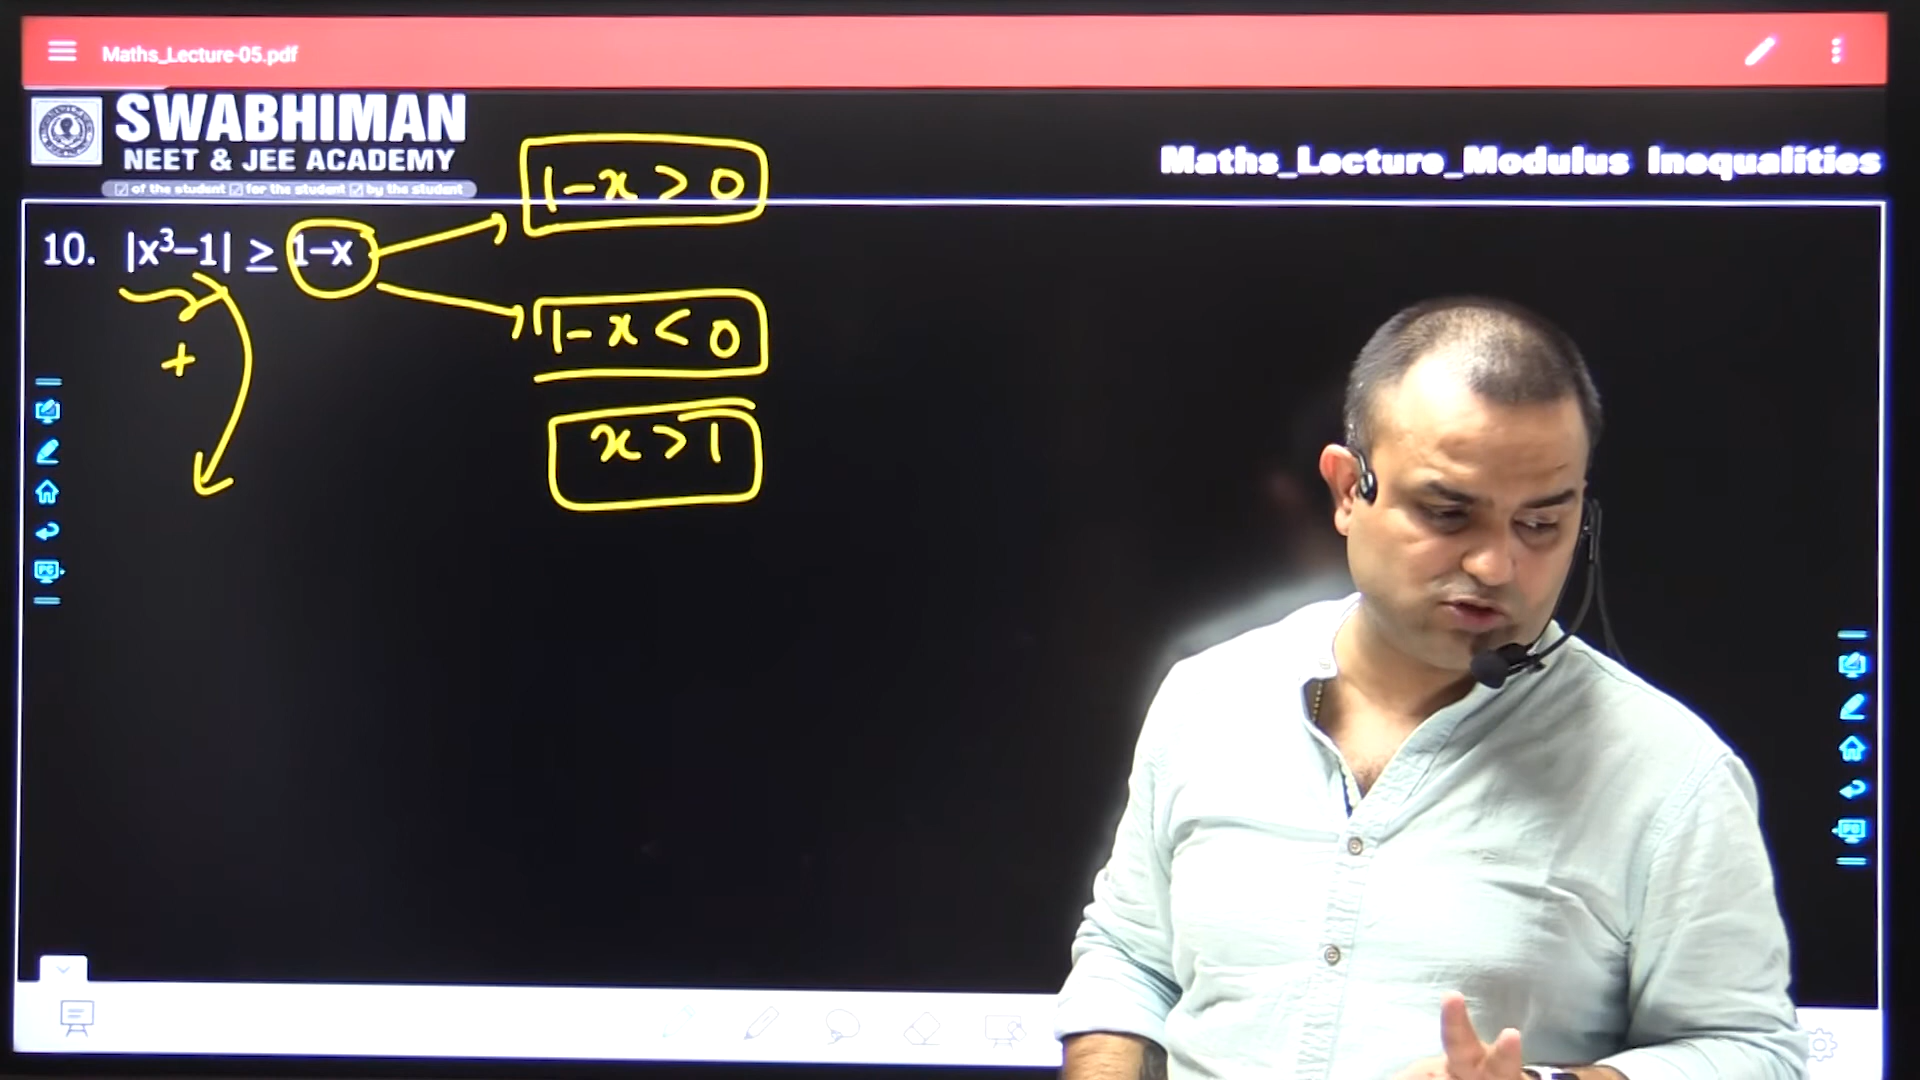 Maths_Lecture-05.pdf
SWABHIMAN
NEET & JEE ACADEMY
of the student for the student by the student
Maths_Lecture_Modulus Inequalities
1-x > 0
10. |x³–1| ≥ 1–x
1-x < 0
+
x > 1